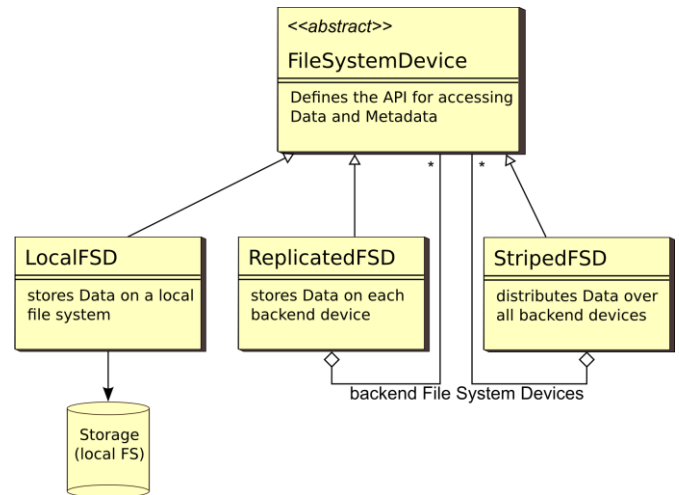 <<abstract>>
FileSystemDevice
Defines the API for accessing
Data and Metadata
*
*
LocalFSD
stores Data on a local
file system
ReplicatedFSD
stores Data on each
backend device
StripedFSD
distributes Data over
all backend devices
backend File System Devices
Storage
(local FS)